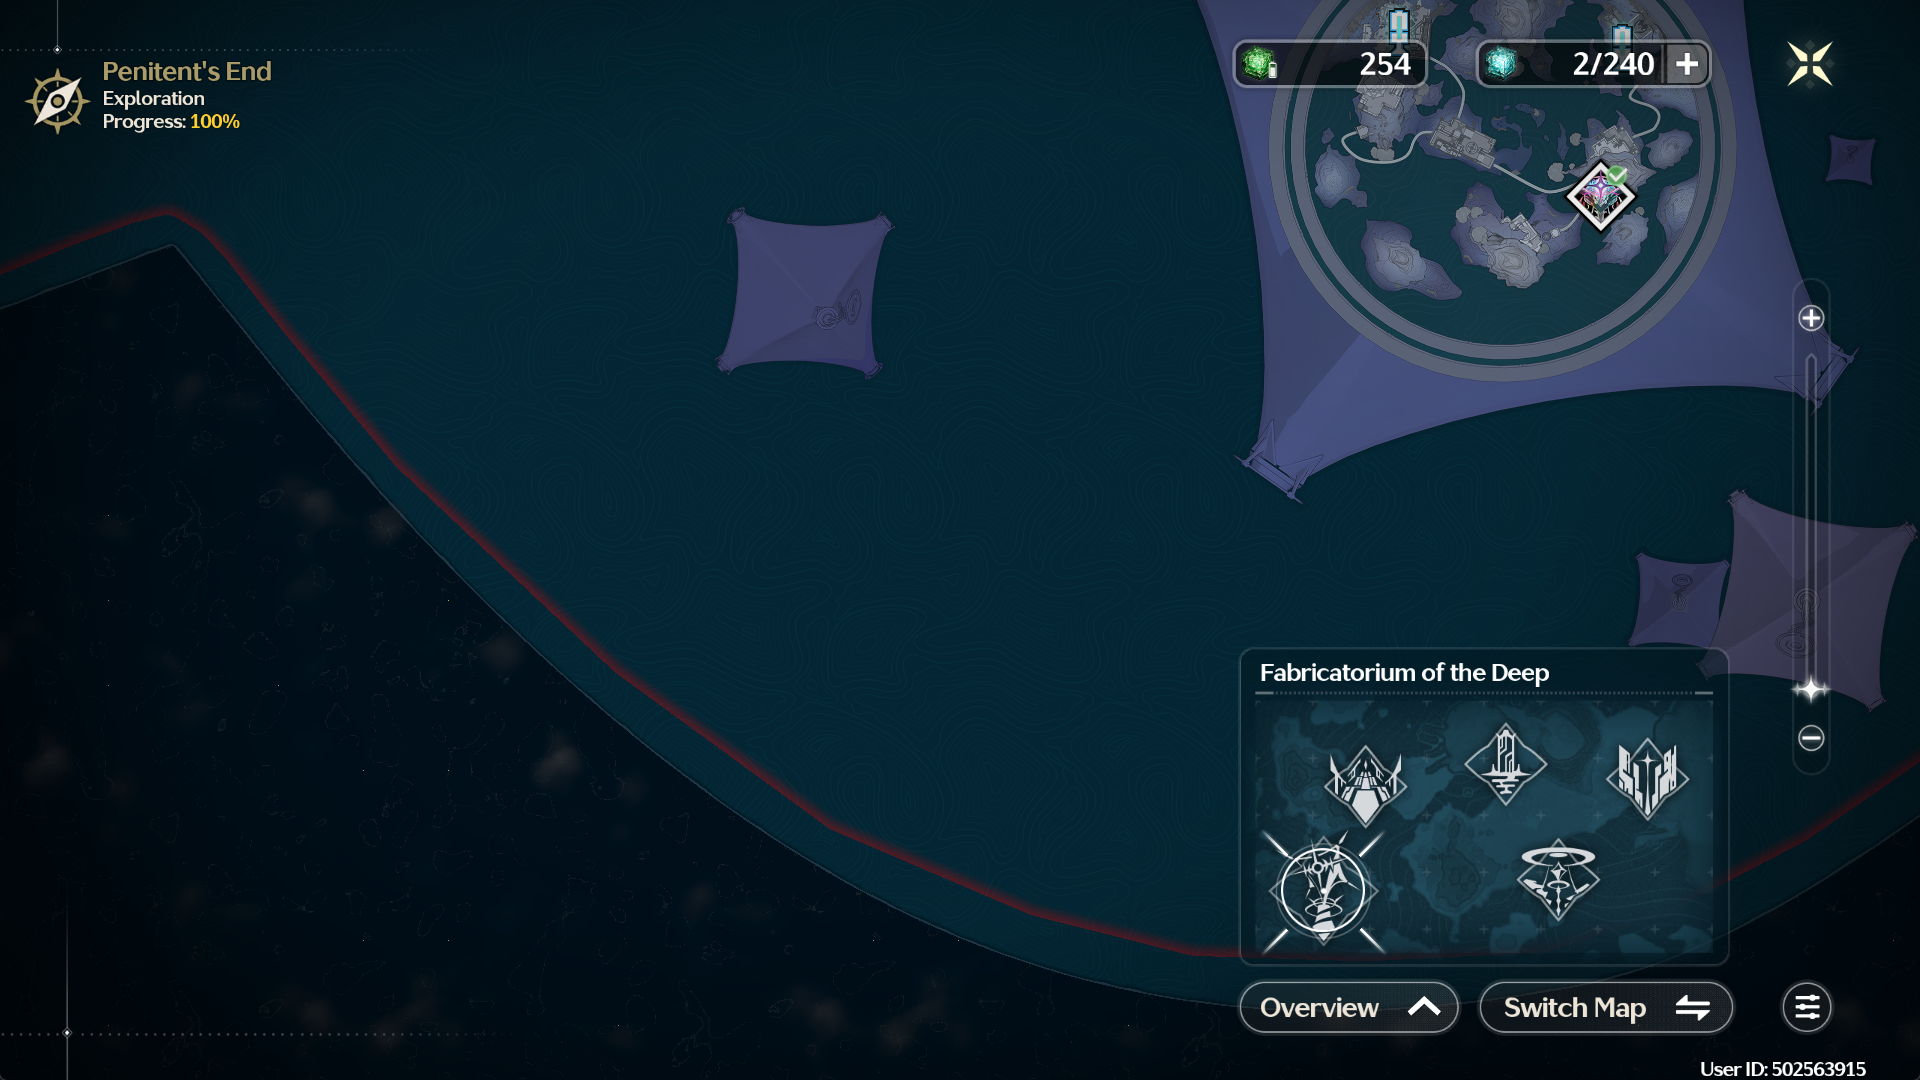 Penitent's End
Exploration
Progress: 100%
254
2/240
Fabricatorium of the Deep
Overview
Switch Map
User ID: 502563915